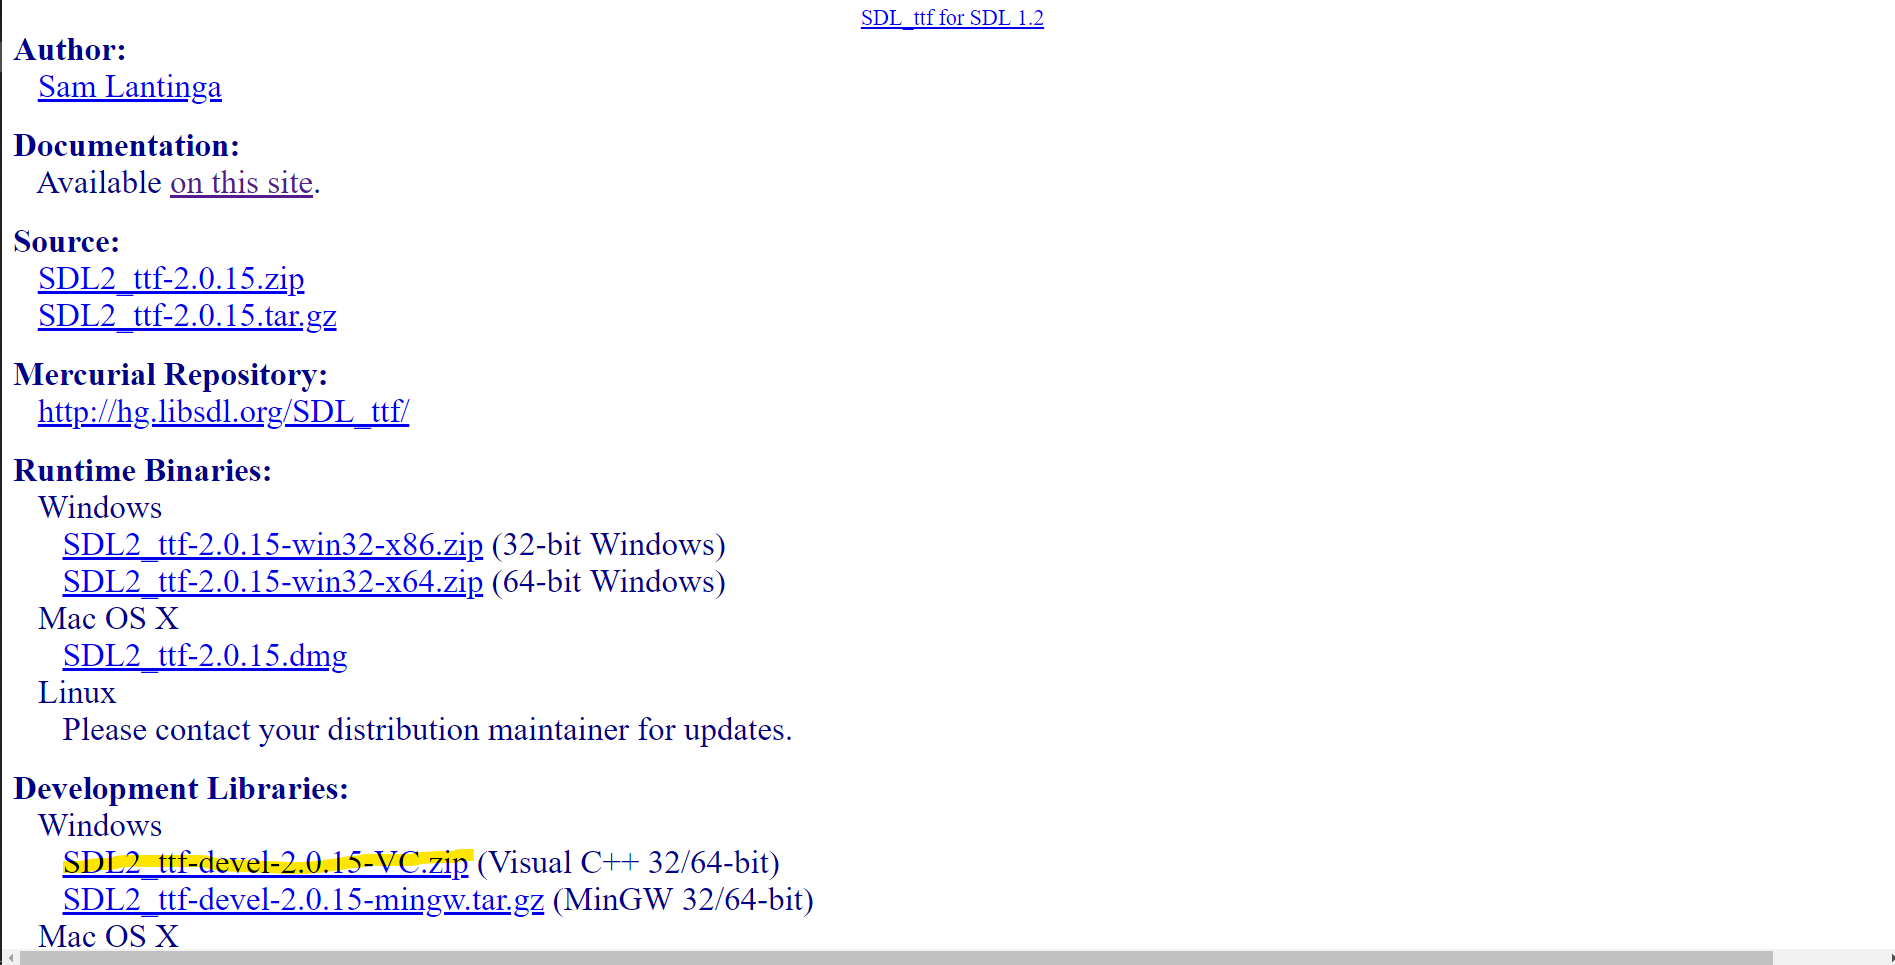 SDL_ttf for SDL 1.2
Author:
Sam Lantinga
Documentation:
Available on this site.
Source:
SDL2_ttf-2.0.15.zip
SDL2_ttf-2.0.15.tar.gz
Mercurial Repository:
http://hg.libsdl.org/SDL_ttf/
Runtime Binaries:
Windows
SDL2_ttf-2.0.15-win32-x86.zip (32-bit Windows)
SDL2_ttf-2.0.15-win32-x64.zip (64-bit Windows)
Mac OS X
SDL2_ttf-2.0.15.dmg
Linux
Please contact your distribution maintainer for updates.
Development Libraries:
Windows
SDL2_ttf-devel-2.0.15-VC.zip (Visual C++ 32/64-bit)
SDL2_ttf-devel-2.0.15-mingw.tar.gz (MinGW 32/64-bit)
Mac OS X